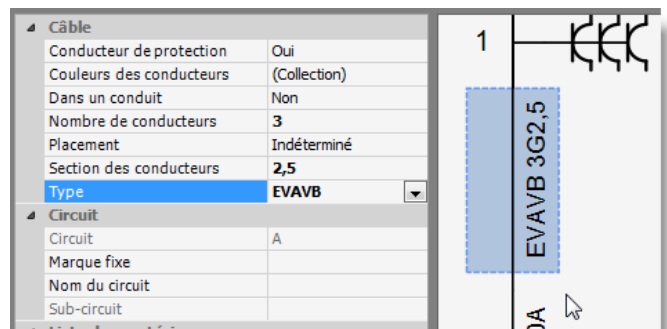 Câble
Conducteur de protection Oui
Couleurs des conducteurs (Collection)
Dans un conduit Non
Nombre de conducteurs 3
Placement Indéterminé
Section des conducteurs 2,5
Type EVAVB
Circuit
Circuit A
Marque fixe
Nom du circuit
Sub-circuit
1
EVAVB 3G2,5